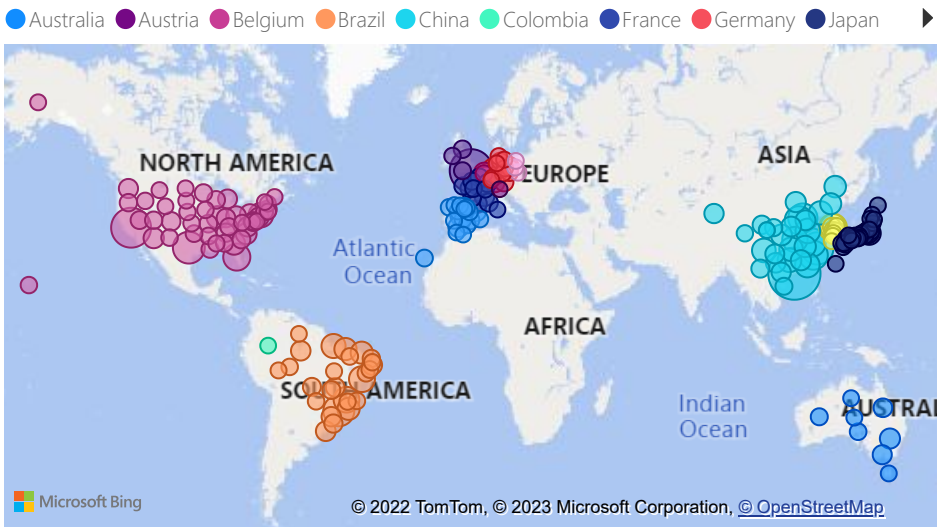 Australia Austria Belgium Brazil China Colombia France Germany Japan
NORTH AMERICA
ASIA
EUROPE
Atlantic
Ocean
AFRICA
SOUTH AMERICA
Indian
Ocean
AUSTRAL
Microsoft Bing
© 2022 TomTom, © 2023 Microsoft Corporation, © OpenStreetMap